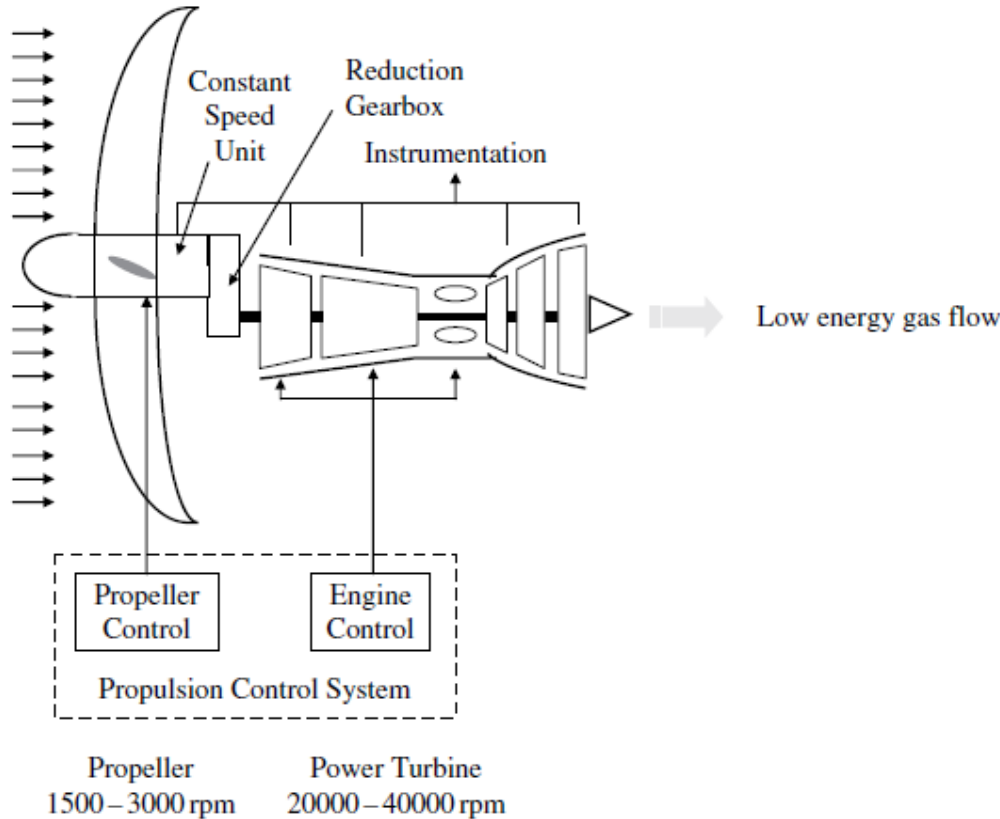 Constant
Speed
Unit
Reduction
Gearbox
Instrumentation
Low energy gas flow
Propeller
Control
Engine
Control
Propulsion Control System
Propeller
1500 – 3000 rpm
Power Turbine
20000 – 40000 rpm